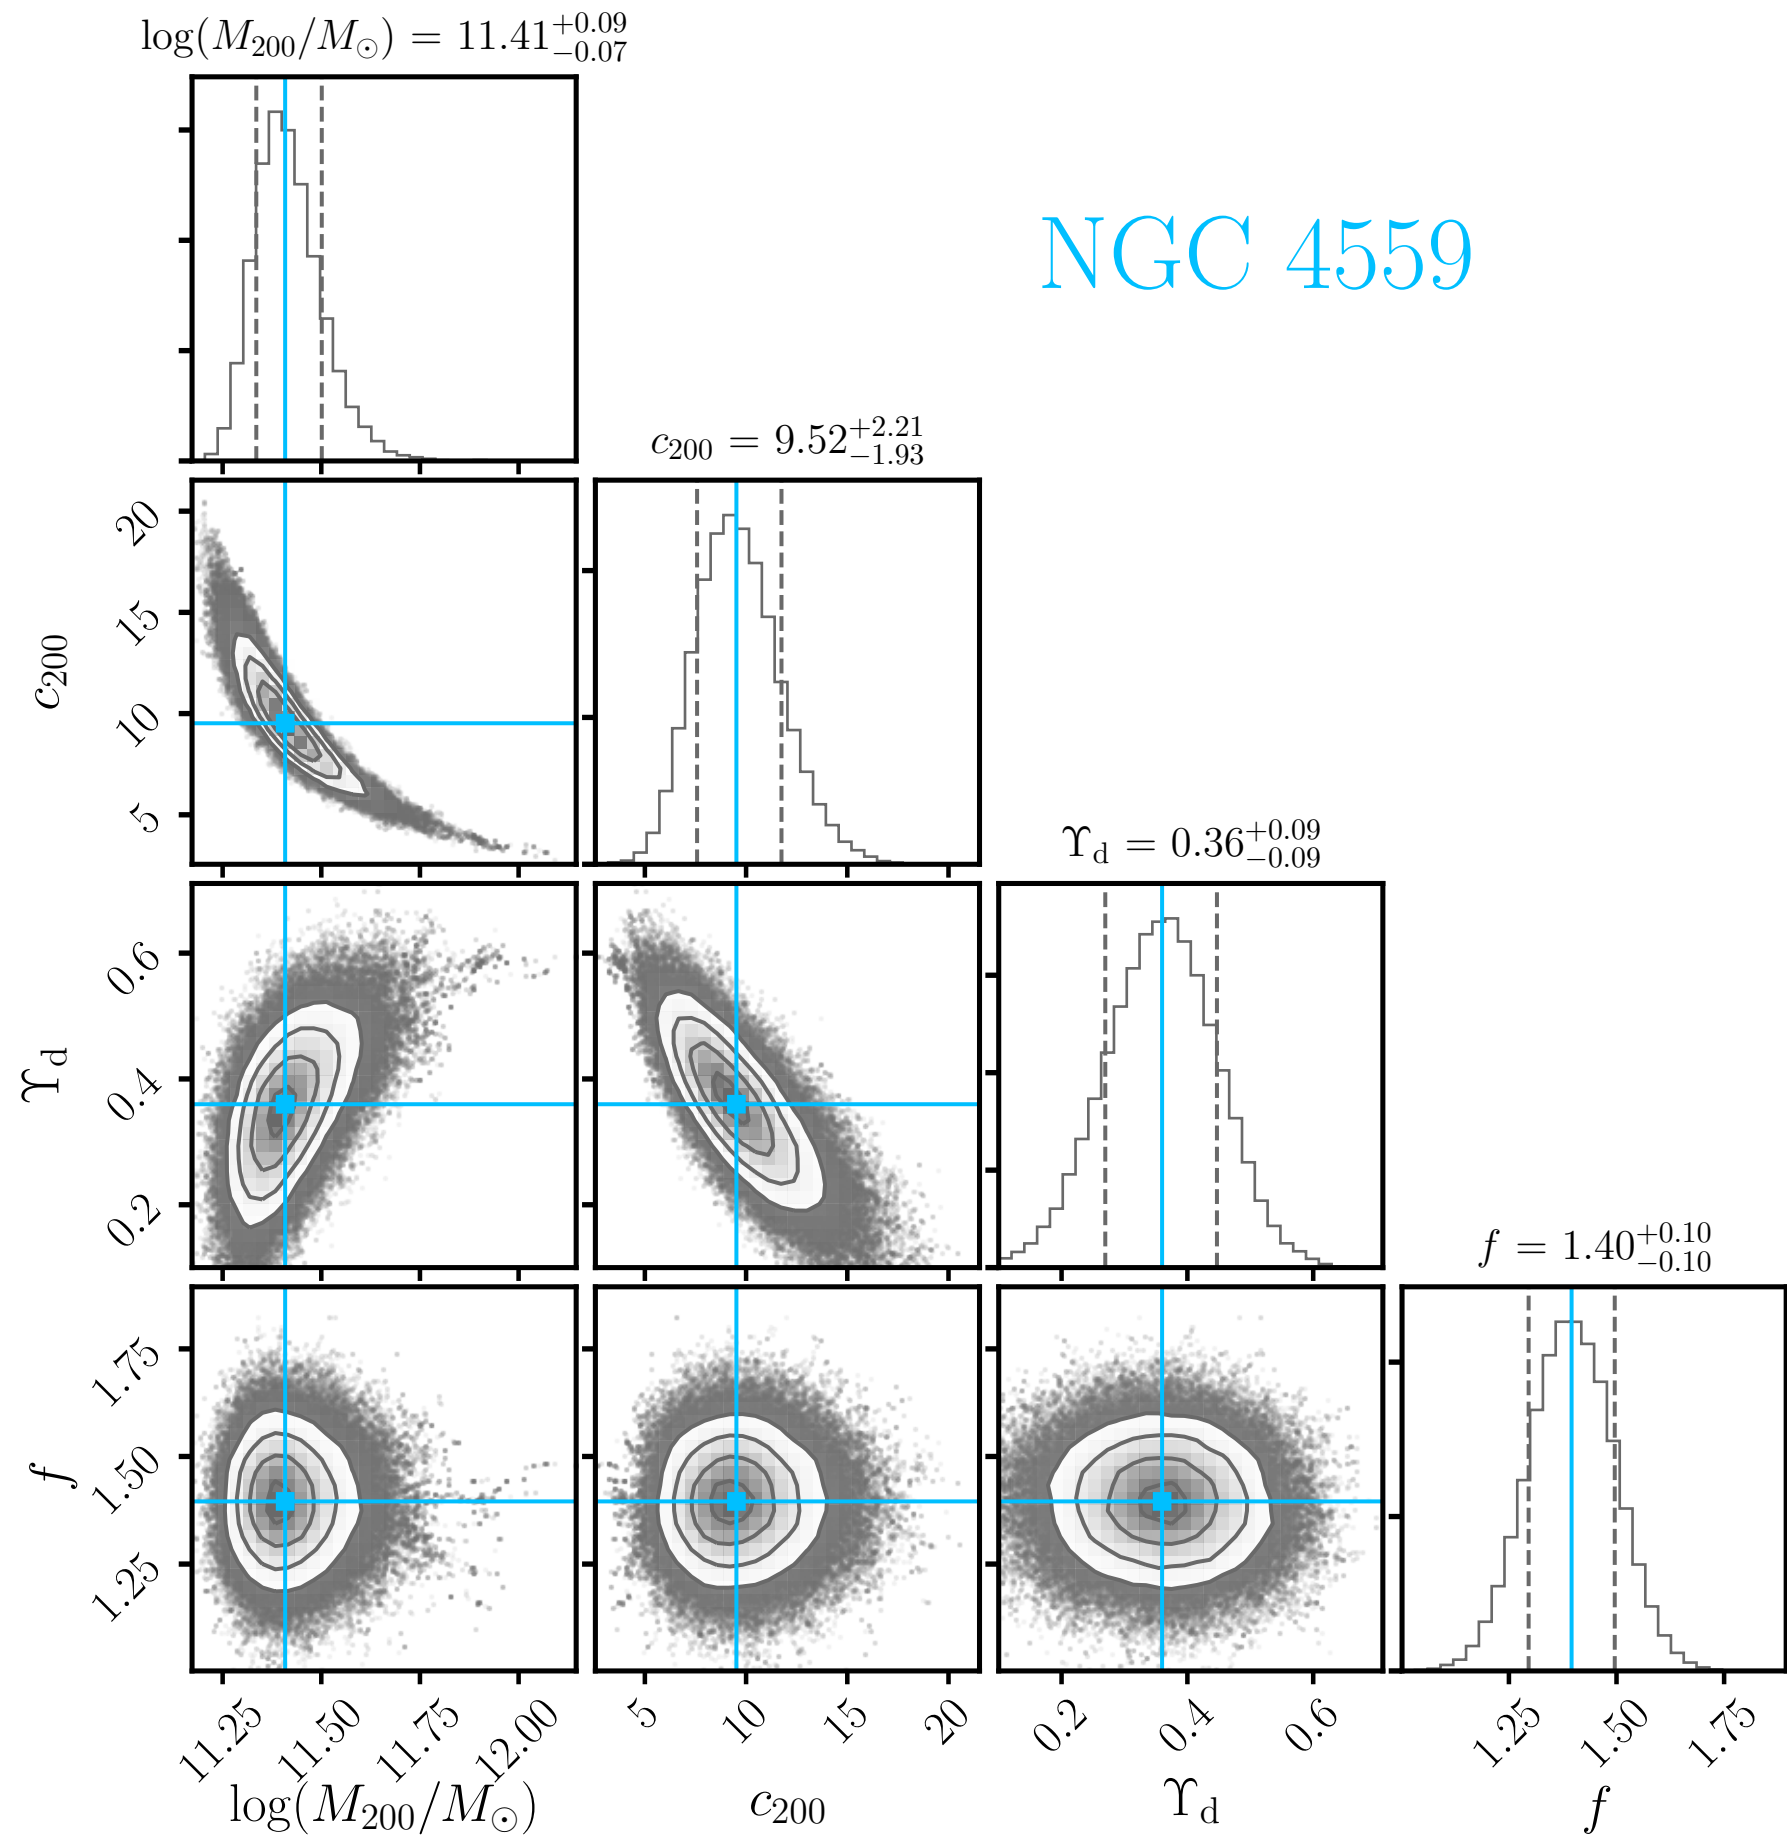 log(M₂₀₀/M⊙) = 11.41⁺⁰·⁰⁹₋₀.₀₇
NGC 4559
c₂₀₀ = 9.52⁺²·²¹₋₁.₉₃
20
15
10
5
c₂₀₀
ϒ_d = 0.36⁺⁰·⁰⁹₋₀.₀₉
0.6
0.4
0.2
ϒ_d
f = 1.40⁺⁰·¹⁰₋₀.₁₀
1.75
1.50
1.25
f
11.25 11.50 11.75 12.00 5 10 15 20 0.2 0.4 0.6 1.25 1.50 1.75
log(M₂₀₀/M⊙) c₂₀₀ ϒ_d f